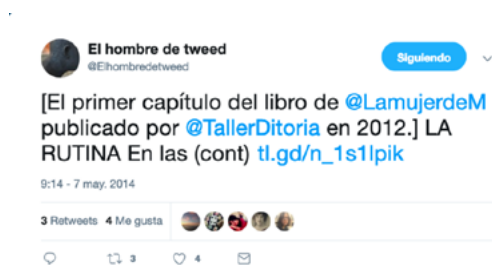 El hombre de tweed
@Elhombredetweed
Siguiendo
[El primer capítulo del libro de @LamujerdeM
publicado por @TallerDitoria en 2012.] LA
RUTINA En las (cont) tl.gd/n_1s1lpik
9:14 - 7 may. 2014
3 Retweets 4 Me gusta
3 4